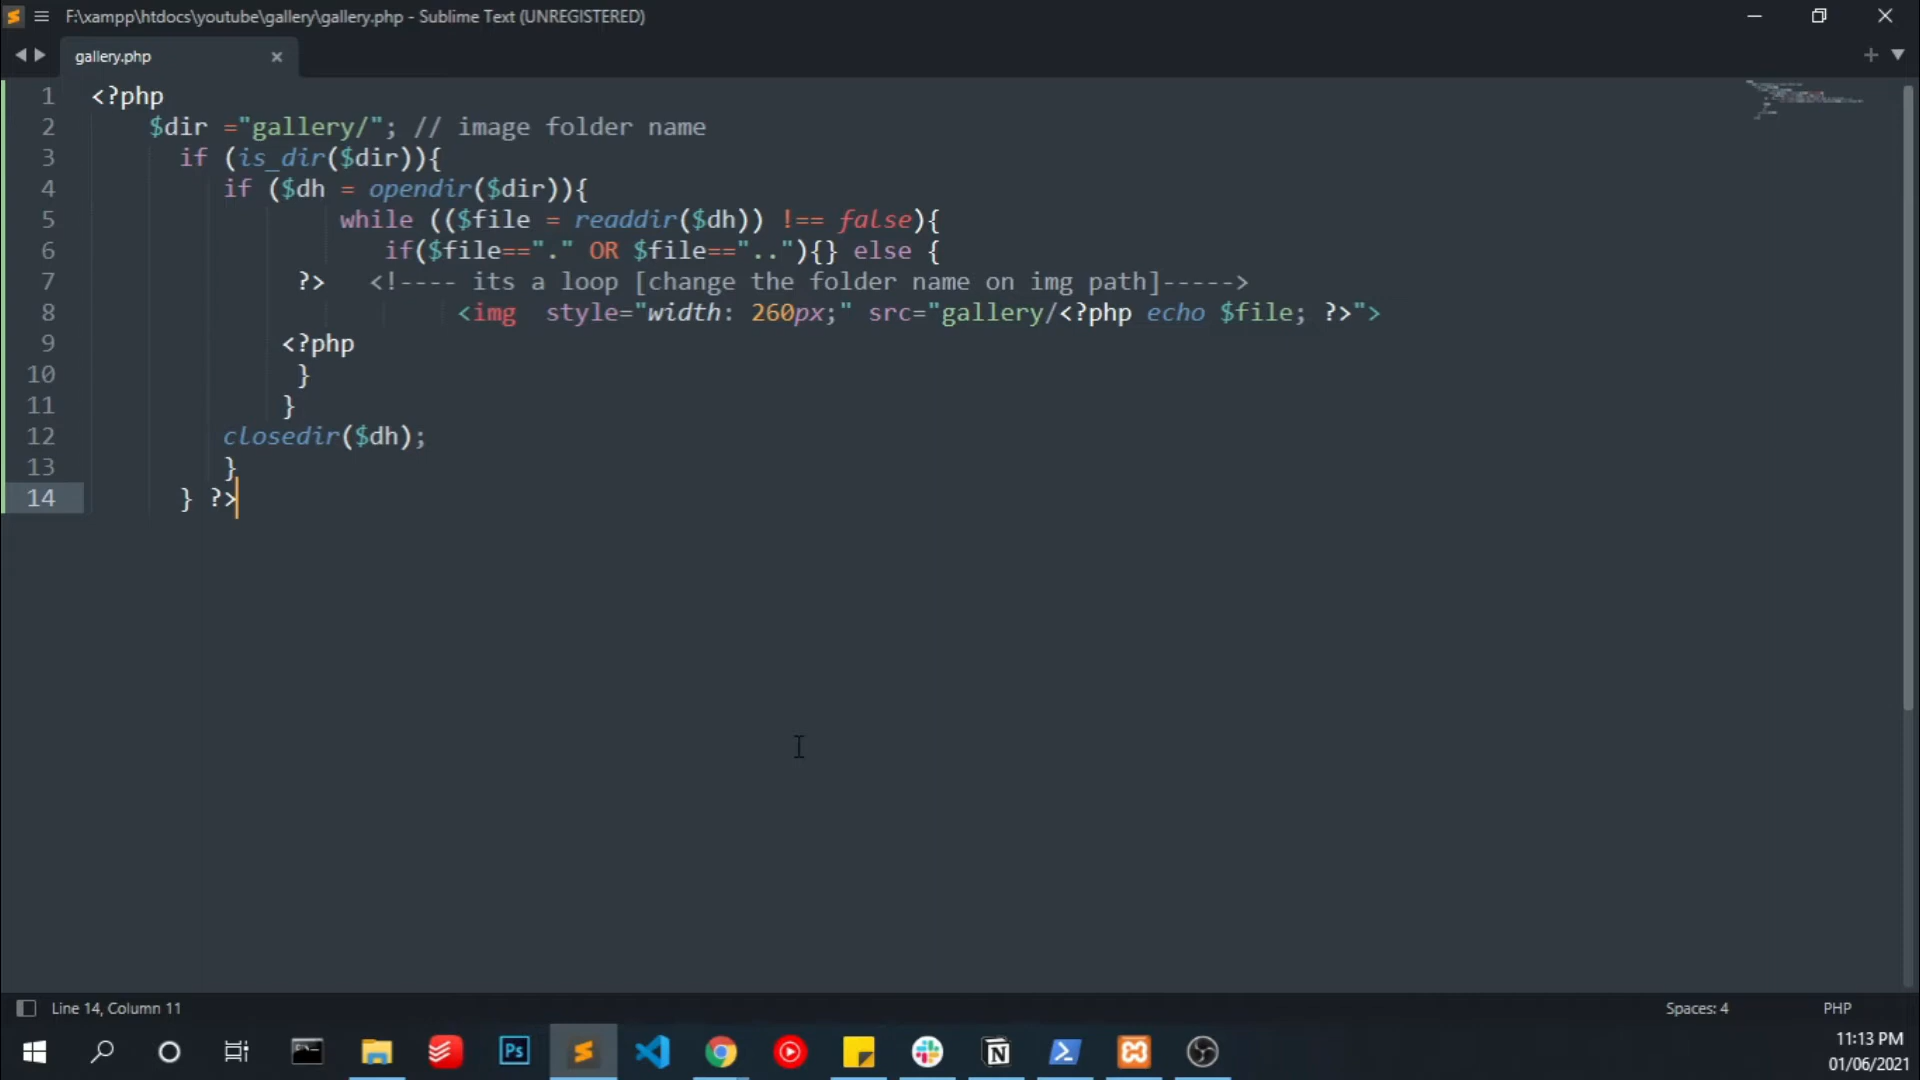 F:\xampp\htdocs\youtube\gallery\gallery.php - Sublime Text (UNREGISTERED)
gallery.php
1 <?php
2 $dir ="gallery/"; // image folder name
3 if (is_dir($dir)){
4 if ($dh = opendir($dir)){
5 while (($file = readdir($dh)) !== false){
6 if($file=="." OR $file==".."){} else {
7 ?> <!---- its a loop [change the folder name on img path]----->
8 <img style="width: 260px;" src="gallery/<?php echo $file; ?>">
9 <?php
10 }
11 }
12 closedir($dh);
13 }
14 } ?>
Line 14, Column 11
Spaces: 4
PHP
Ps
11:13 PM
01/06/2021